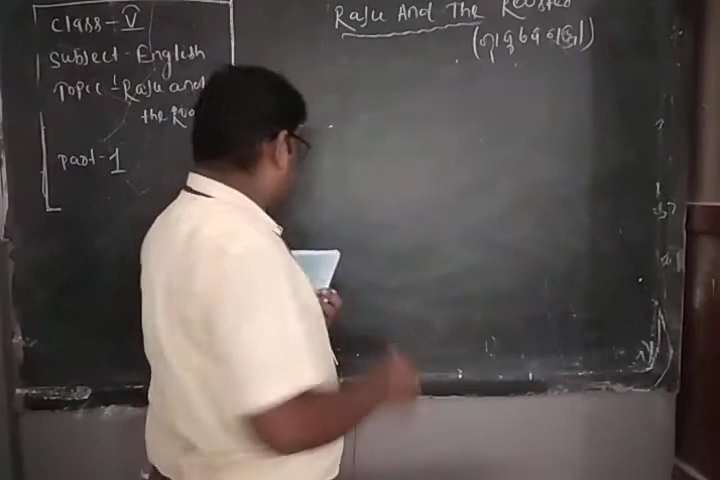 Class - V
Subject - English
Topic : Raju and
the
Part - 1
Raju And The